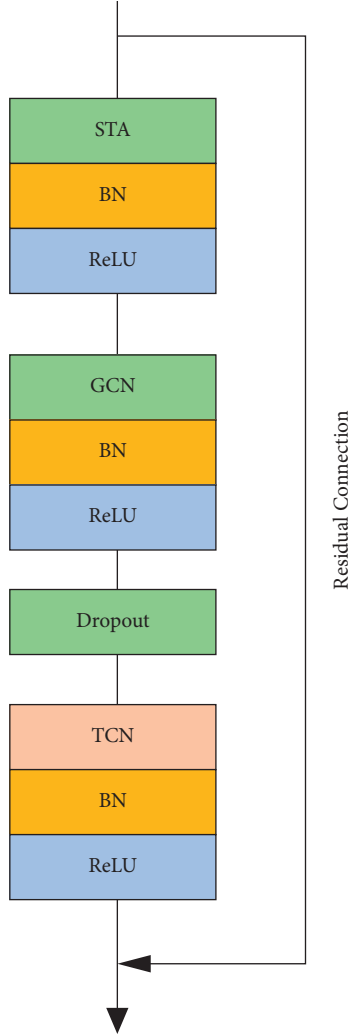 STA
BN
ReLU
GCN
BN
ReLU
Dropout
TCN
BN
ReLU
Residual Connection